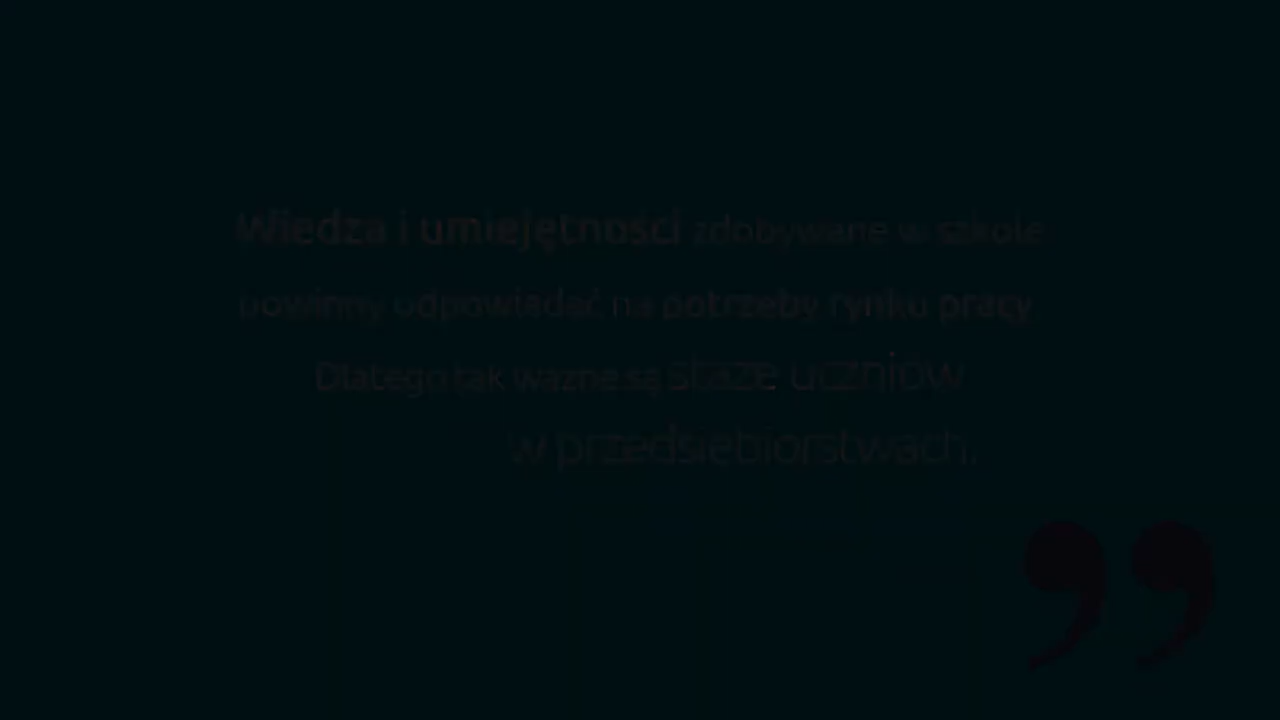 Wiedza i umiejętności zdobywane w szkole
powinny odpowiadać na potrzeby rynku pracy
Dlatego tak ważne są staże uczniów
w przedsiębiorstwach.
”